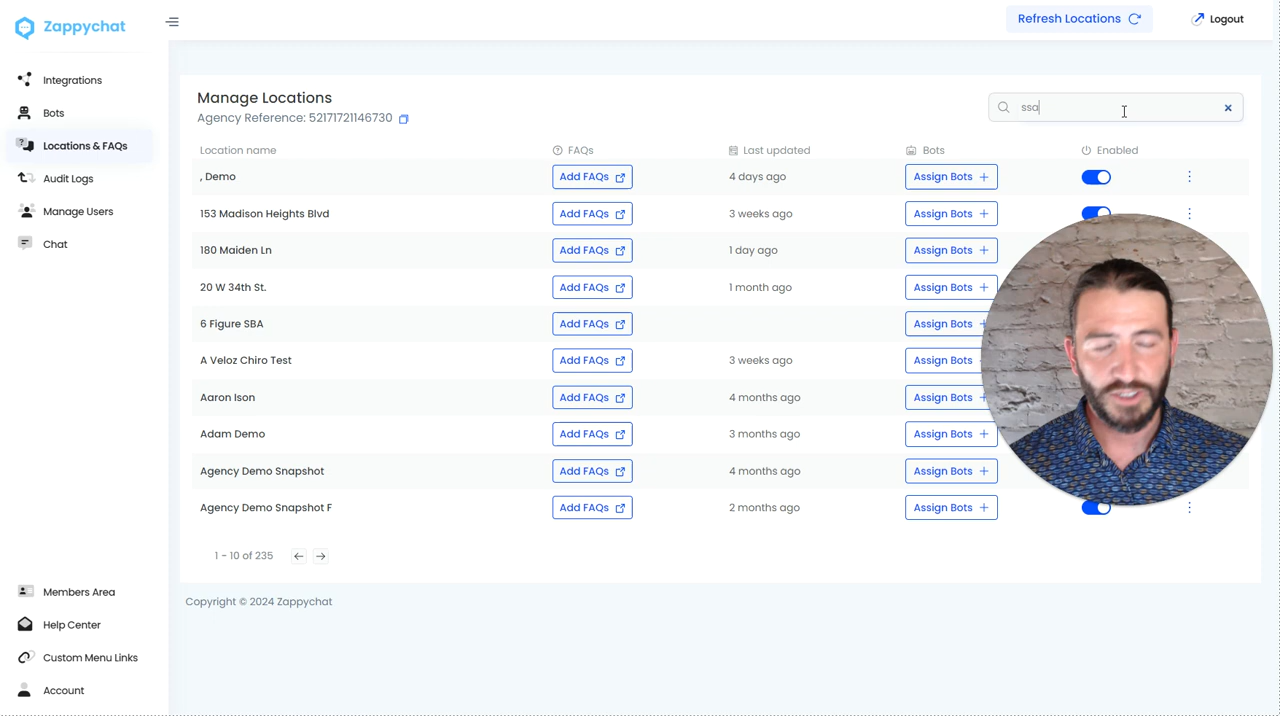 Zappychat
Refresh Locations
Logout
Integrations
Bots
Locations & FAQs
Audit Logs
Manage Users
Chat
Manage Locations
Agency Reference: 52171721146730
ssa
Location name FAQs Last updated Bots Enabled
, Demo Add FAQs 4 days ago Assign Bots
153 Madison Heights Blvd Add FAQs 3 weeks ago Assign Bots
180 Maiden Ln Add FAQs 1 day ago Assign Bots
20 W 34th St. Add FAQs 1 month ago Assign Bots
6 Figure SBA Add FAQs Assign Bots
A Veloz Chiro Test Add FAQs 3 weeks ago Assign Bots
Aaron Ison Add FAQs 4 months ago Assign Bots
Adam Demo Add FAQs 3 months ago Assign Bots
Agency Demo Snapshot Add FAQs 4 months ago Assign Bots
Agency Demo Snapshot F Add FAQs 2 months ago Assign Bots
1 - 10 of 235
Copyright © 2024 Zappychat
Members Area
Help Center
Custom Menu Links
Account